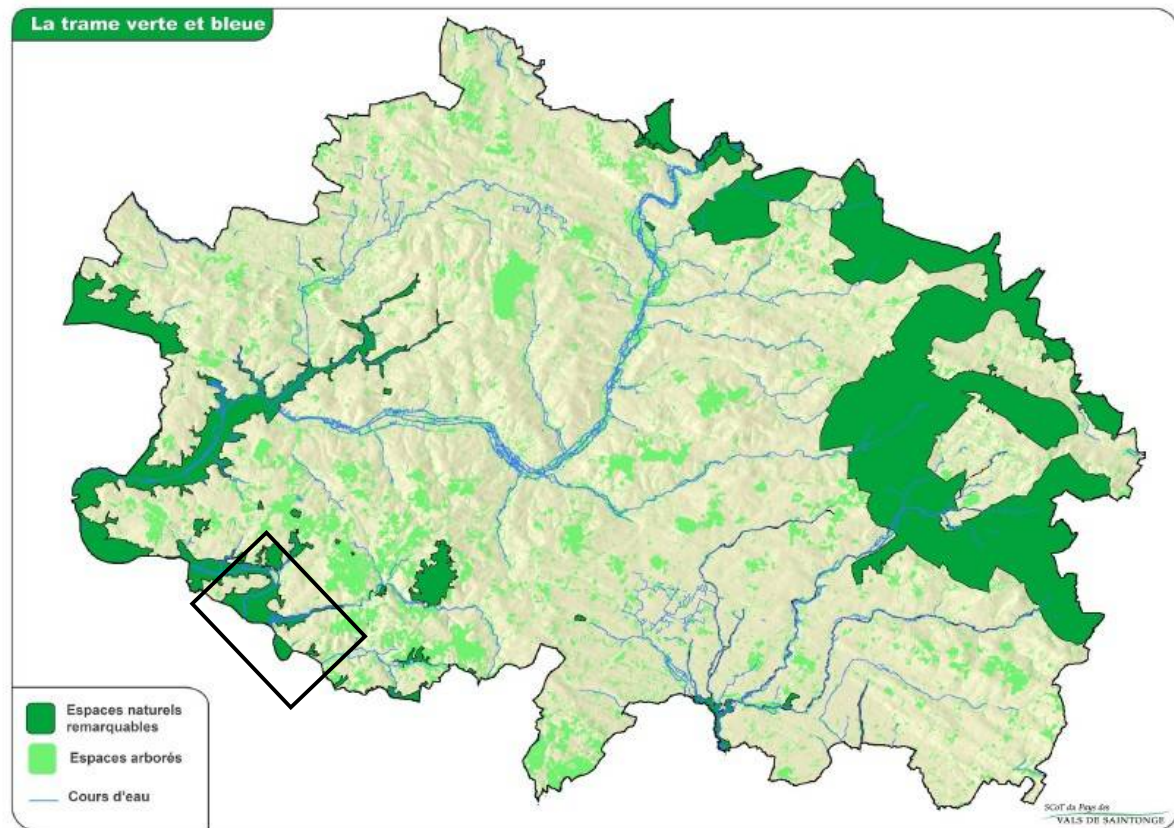 La trame verte et bleue
Espaces naturels
remarquables
Espaces arborés
Cours d'eau
SCoT du Pays des
VALS DE SAINTONGE